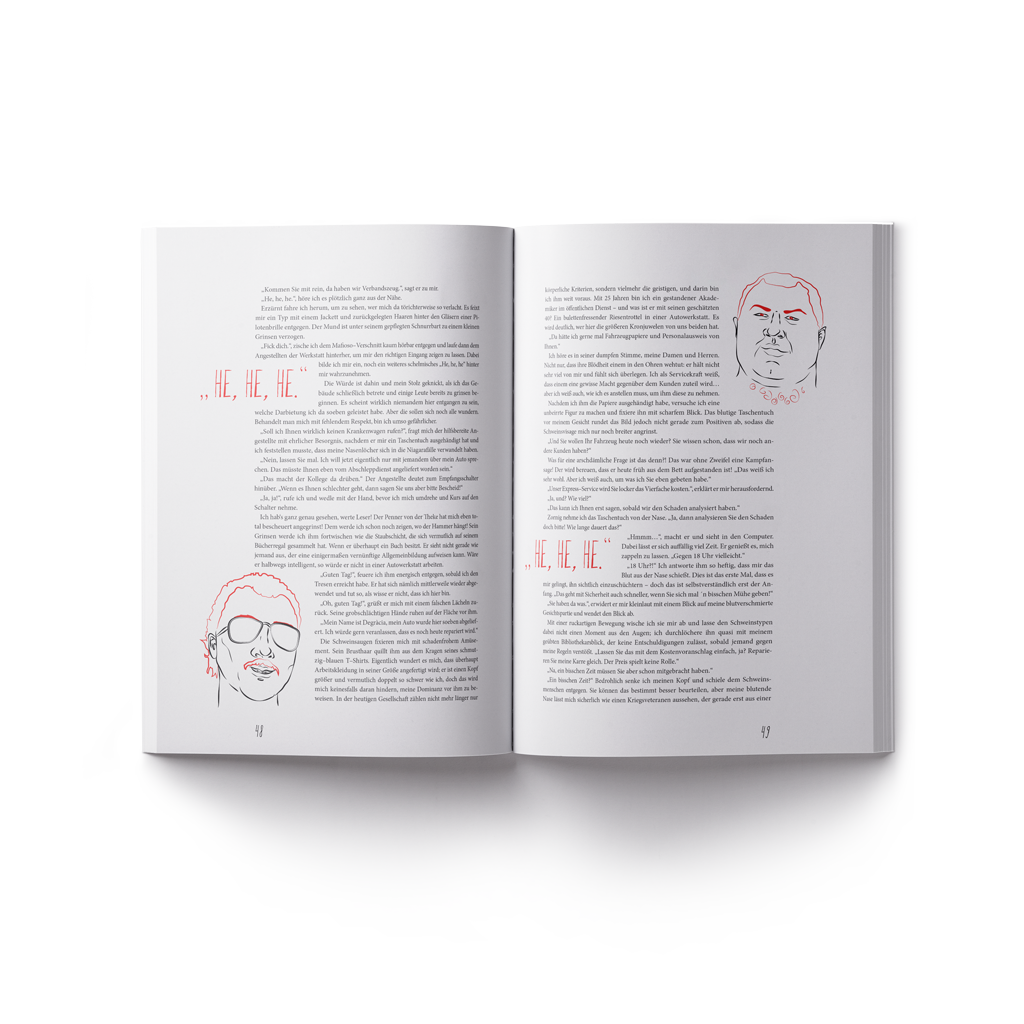 „Kommen Sie mit rein, da haben wir Verbandszeug.“, sagt er zu mir.
„He, he, he.“, höre ich es plötzlich ganz aus der Nähe.
Erzürnt fahre ich herum, um zu sehen, wer mich da törichterweise so verlacht. Es feixt
mir ein Typ mit einem Jackett und zurückgelegten Haaren hinter den Gläsern einer Pi-
lotenbrille entgegen. Der Mund ist unter seinem gepflegten Schnurrbart zu einem kleinen
Grinsen verzogen.
„Fick dich.“, zische ich dem Mafioso-Verschnitt kaum hörbar entgegen und laufe dann dem
Angestellten der Werkstatt hinterher, um mir den richtigen Eingang zeigen zu lassen. Dabei
bilde ich mir ein, noch ein weiteres schelmisches „He, he, he“ hinter
mir wahrzunehmen.
„HE, HE, HE.“
Die Würde ist dahin und mein Stolz geknickt, als ich das Ge-
bäude schließlich betrete und einige Leute bereits zu grinsen be-
ginnen. Es scheint wirklich niemandem hier entgangen zu sein,
welche Darbietung ich da soeben geleistet habe. Aber die sollen sich noch alle wundern.
Behandelt man mich mit fehlendem Respekt, bin ich umso gefährlicher.
„Soll ich Ihnen wirklich keinen Krankenwagen rufen?“, fragt mich der hilfsbereite An-
gestellte mit ehrlicher Besorgnis, nachdem er mir ein Taschentuch ausgehändigt hat und
ich feststellen musste, dass meine Nasenlöcher sich in die Niagarafälle verwandelt haben.
„Nein, lassen Sie mal. Ich will jetzt eigentlich nur mit jemandem über mein Auto spre-
chen. Das müsste Ihnen eben vom Abschleppdienst angeliefert worden sein.“
„Das macht der Kollege da drüben.“ Der Angestellte deutet zum Empfangsschalter
hinüber. „Wenn es Ihnen schlechter geht, dann sagen Sie uns aber bitte Bescheid!“
„Ja, ja!“, rufe ich und wedle mit der Hand, bevor ich mich umdrehe und Kurs auf den
Schalter nehme.
Ich hab's ganz genau gesehen, werte Leser! Der Penner von der Theke hat mich eben to-
tal bescheuert angegrinst! Dem werde ich schon noch zeigen, wo der Hammer hängt! Sein
Grinsen werde ich ihm fortwischen wie die Staubschicht, die sich vermutlich auf seinem
Bücherregal gesammelt hat. Wenn er überhaupt ein Buch besitzt. Er sieht nicht gerade wie
jemand aus, der eine einigermaßen vernünftige Allgemeinbildung aufweisen kann. Wäre
er halbwegs intelligent, so würde er nicht in einer Autowerkstatt arbeiten.
„Guten Tag!“, feuere ich ihm energisch entgegen, sobald ich den
Tresen erreicht habe. Er hat sich nämlich mittlerweile wieder abge-
wendet und tut so, als wisse er nicht, dass ich hier bin.
„Oh, guten Tag!“, grüßt er mich mit einem falschen Lächeln zu-
rück. Seine grobschlächtigen Hände ruhen auf der Fläche vor ihm.
„Mein Name ist Degrácia, mein Auto wurde hier soeben abgelief-
ert. Ich würde gern veranlassen, dass es noch heute repariert wird.“
Die Schweinsaugen fixieren mich mit schadenfrohem Amüse-
ment. Sein Brusthaar quillt ihm aus dem Kragen seines schmut-
zig-blauen T-Shirts. Eigentlich wundert es mich, dass überhaupt
Arbeitskleidung in seiner Größe angefertigt wird; er ist einen Kopf
größer und vermutlich doppelt so schwer wie ich, doch das wird
mich keinesfalls daran hindern, meine Dominanz vor ihm zu be-
weisen. In der heutigen Gesellschaft zählen nicht mehr länger nur
48
körperliche Kriterien, sondern vielmehr die geistigen, und darin bin
ich ihm weit voraus. Mit 25 Jahren bin ich ein gestandener Akade-
miker im öffentlichen Dienst – und was ist er mit seinen geschätzten
40? Ein bulettenfressender Riesentrottel in einer Autowerkstatt. Es
wird deutlich, wer hier die größeren Kronjuwelen von uns beiden hat.
„Da hätte ich gerne mal Fahrzeugpapiere und Personalausweis von
Ihnen.“
Ich höre es in seiner dumpfen Stimme, meine Damen und Herren.
Nicht nur, dass ihre Blödheit einem in den Ohren wehtut: er hält nicht
sehr viel von mir und fühlt sich überlegen. Ich als Servicekraft weiß,
dass einem eine gewisse Macht gegenüber dem Kunden zuteil wird…
aber ich weiß auch, wie ich es anstellen muss, um ihm diese zu nehmen.
Nachdem ich ihm die Papiere ausgehändigt habe, versuche ich eine
autoritäre Figur zu machen und fixiere ihn mit scharfem Blick. Das blutige Taschentuch
vor meinem Gesicht rundet das Bild jedoch nicht gerade zum Positiven ab, sodass die
Schweinsvisage mich nur noch breiter angrinst.
„Und Sie wollen Ihr Fahrzeug heute noch wieder? Sie wissen schon, dass wir noch an-
dere Kunden haben?“
Was für eine anschdämliche Frage ist das denn?! Das war ohne Zweifel eine Kampfan-
sage! Der wird bereuen, dass er heute früh aus dem Bett aufgestanden ist! „Das weiß ich
sehr wohl. Aber ich weiß auch, um was ich Sie eben gebeten habe.“
„Unser Express-Service wird Sie locker das Vierfache kosten.“, erklärt er mir herausfordernd.
„Ja, und? Wie viel?“
„Das kann ich Ihnen erst sagen, sobald wir den Schaden analysiert haben.“
Zornig nehme ich das Taschentuch von der Nase. „Ja, dann analysieren Sie den Schaden
doch bitte! Wie lange dauert das?“
„HE, HE, HE.“
„Hmmm…“, macht er und sieht in den Computer.
Dabei lässt er sich auffällig viel Zeit. Er genießt es, mich
zappeln zu lassen. „Gegen 18 Uhr vielleicht.“
„18 Uhr?!“ Ich antworte ihm so heftig, dass mir das
Blut aus der Nase schießt. Dies ist das erste Mal, dass es
mir gelingt, ihn sichtlich einzuschüchtern – doch das ist selbstverständlich erst der An-
fang. „Das geht mit Sicherheit auch schneller, wenn Sie sich mal 'n bisschen Mühe geben!“
„Sie haben da was.“, erwidert er mir kleinlaut mit einem Blick auf meine blutverschmierte
Gesichtspartie und wendet den Blick ab.
Mit einer ruckartigen Bewegung wische ich sie mir ab und lasse den Schweinstypen
dabei nicht einen Moment aus den Augen; ich durchlöchere ihn quasi mit meinem
geübten Bibliothekenblick, der keine Entschuldigungen zulässt, sobald jemand gegen
meine Regeln verstößt. „Lassen Sie das mit dem Kostenvoranschlag einfach, ja? Reparie-
ren Sie meine Karre gleich. Der Preis spielt keine Rolle.“
„Na, ein bisschen Zeit müssen Sie aber schon mitgebracht haben.“
„Ein bisschen Zeit?“ Bedrohlich senke ich meinen Kopf und schiele dem Schweins-
menschen entgegen. Sie können das bestimmt besser beurteilen, aber meine blutende
Nase lässt mich sicherlich wie einen Kriegsveteranen aussehen, der gerade erst aus einer
49